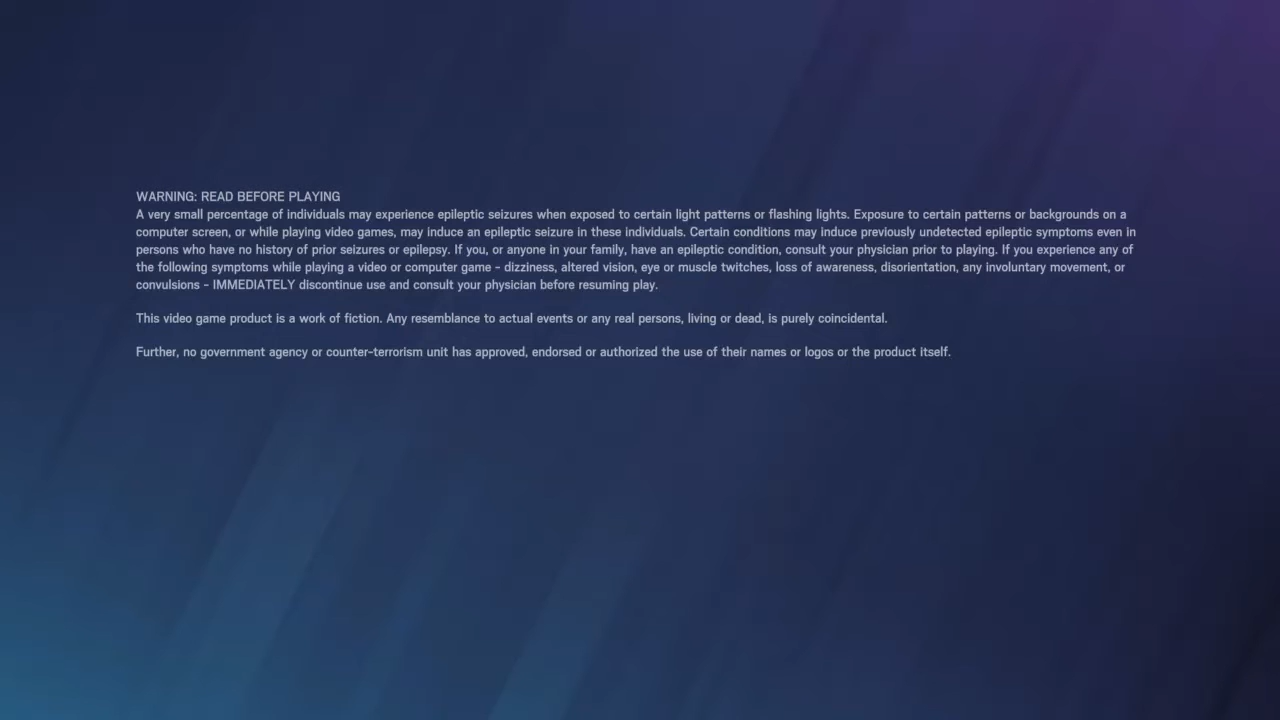 WARNING: READ BEFORE PLAYING
A very small percentage of individuals may experience epileptic seizures when exposed to certain light patterns or flashing lights. Exposure to certain patterns or backgrounds on a
computer screen, or while playing video games, may induce an epileptic seizure in these individuals. Certain conditions may induce previously undetected epileptic symptoms even in
persons who have no history of prior seizures or epilepsy. If you, or anyone in your family, have an epileptic condition, consult your physician prior to playing. If you experience any of
the following symptoms while playing a video or computer game - dizziness, altered vision, eye or muscle twitches, loss of awareness, disorientation, any involuntary movement, or
convulsions - IMMEDIATELY discontinue use and consult your physician before resuming play.
This video game product is a work of fiction. Any resemblance to actual events or any real persons, living or dead, is purely coincidental.
Further, no government agency or counter-terrorism unit has approved, endorsed or authorized the use of their names or logos or the product itself.